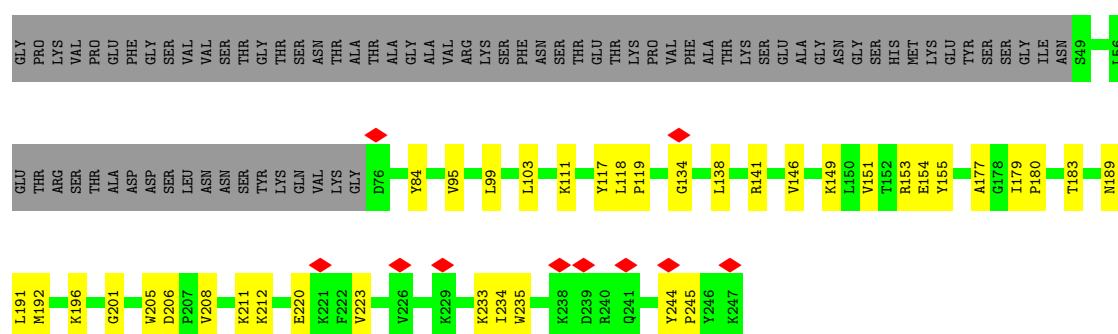 GLY PRO LYS VAL PRO GLU PHE GLY SER VAL VAL SER THR GLY THR SER ASN THR ALA THR ALA GLY ALA VAL ARG LYS SER PHE ASN SER THR GLU THR LYS PRO VAL PHE ALA THR LYS SER GLU ALA GLY ASN GLY SER HIS MET LYS GLU TYR SER SER GLY ILE ASN S49 L56
GLU THR ARG SER THR ALA ASP ASP SER LEU ASN ASN SER TYR LYS GLN VAL LYS GLY D76 Y84 V95 L99 L103 K111 Y117 L118 P119 G134 L138 R141 V146 K149 L150 V151 T152 R153 E154 Y155 A177 G178 I179 P180 T183 N189
L191 M192 K196 G201 W205 D206 P207 V208 K211 K212 E220 K221 F222 V223 V226 K229 K233 I234 W235 K238 D239 R240 Q241 Y244 P245 Y246 K247